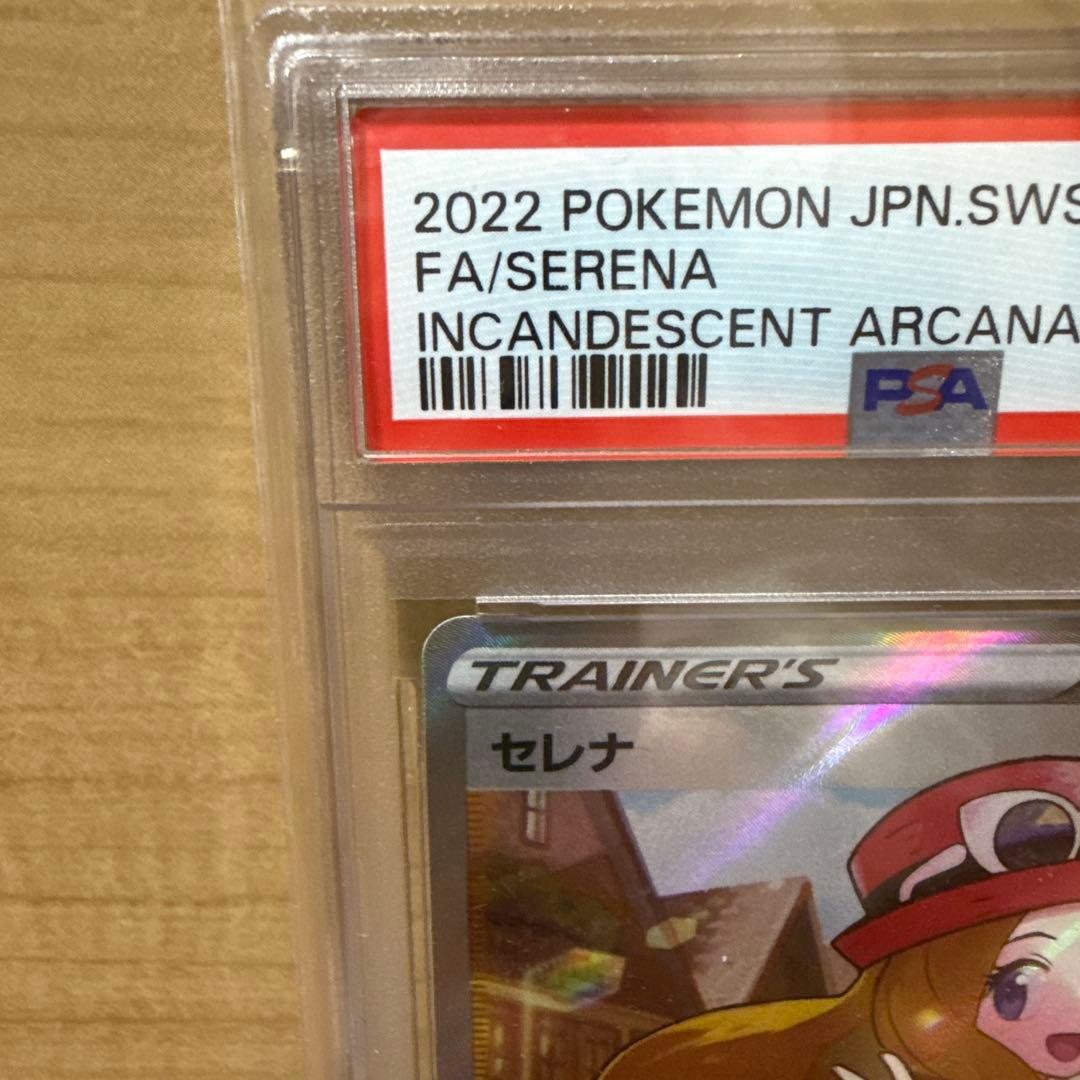 2022 POKEMON JPN.SWS
FA/SERENA
INCANDESCENT ARCANA
PSA
TRAINER'S
セレナ